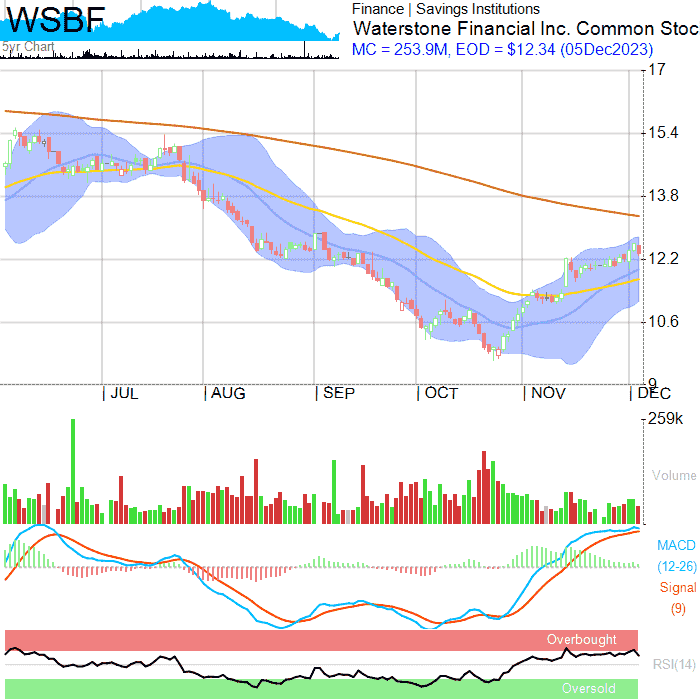 WSBF
5yr Chart
Finance | Savings Institutions
Waterstone Financial Inc. Common Stoc
MC = 253.9M, EOD = $12.34 (05Dec2023)
17
15.4
13.8
12.2
10.6
9
| JUL | AUG | SEP | OCT | NOV | DEC
259k
Volume
MACD
(12-26)
Signal
(9)
Overbought
RSI(14)
Oversold